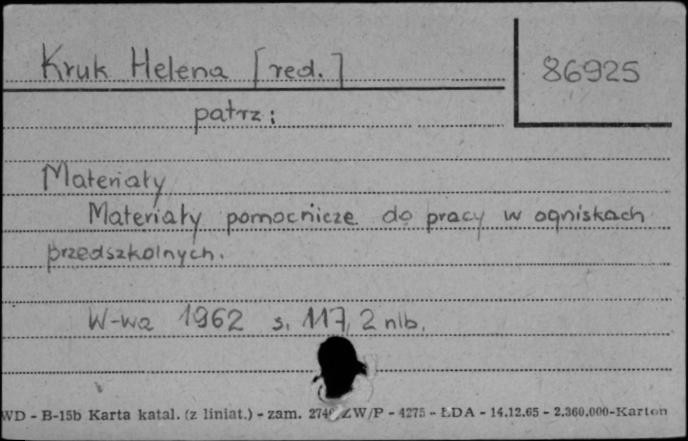 Kruk Helena [red.]
86925
patrz:
Materiały
Materiały pomocnicze do pracy w ogniskach
przedszkolnych.
W-wa 1962 s. 117, 2 nlb.
WD - B-15b Karta katal. (z liniat.) - zam. ZW/P - 4275 - ŁDA - 14.12.65 - 2.360.000-Karton